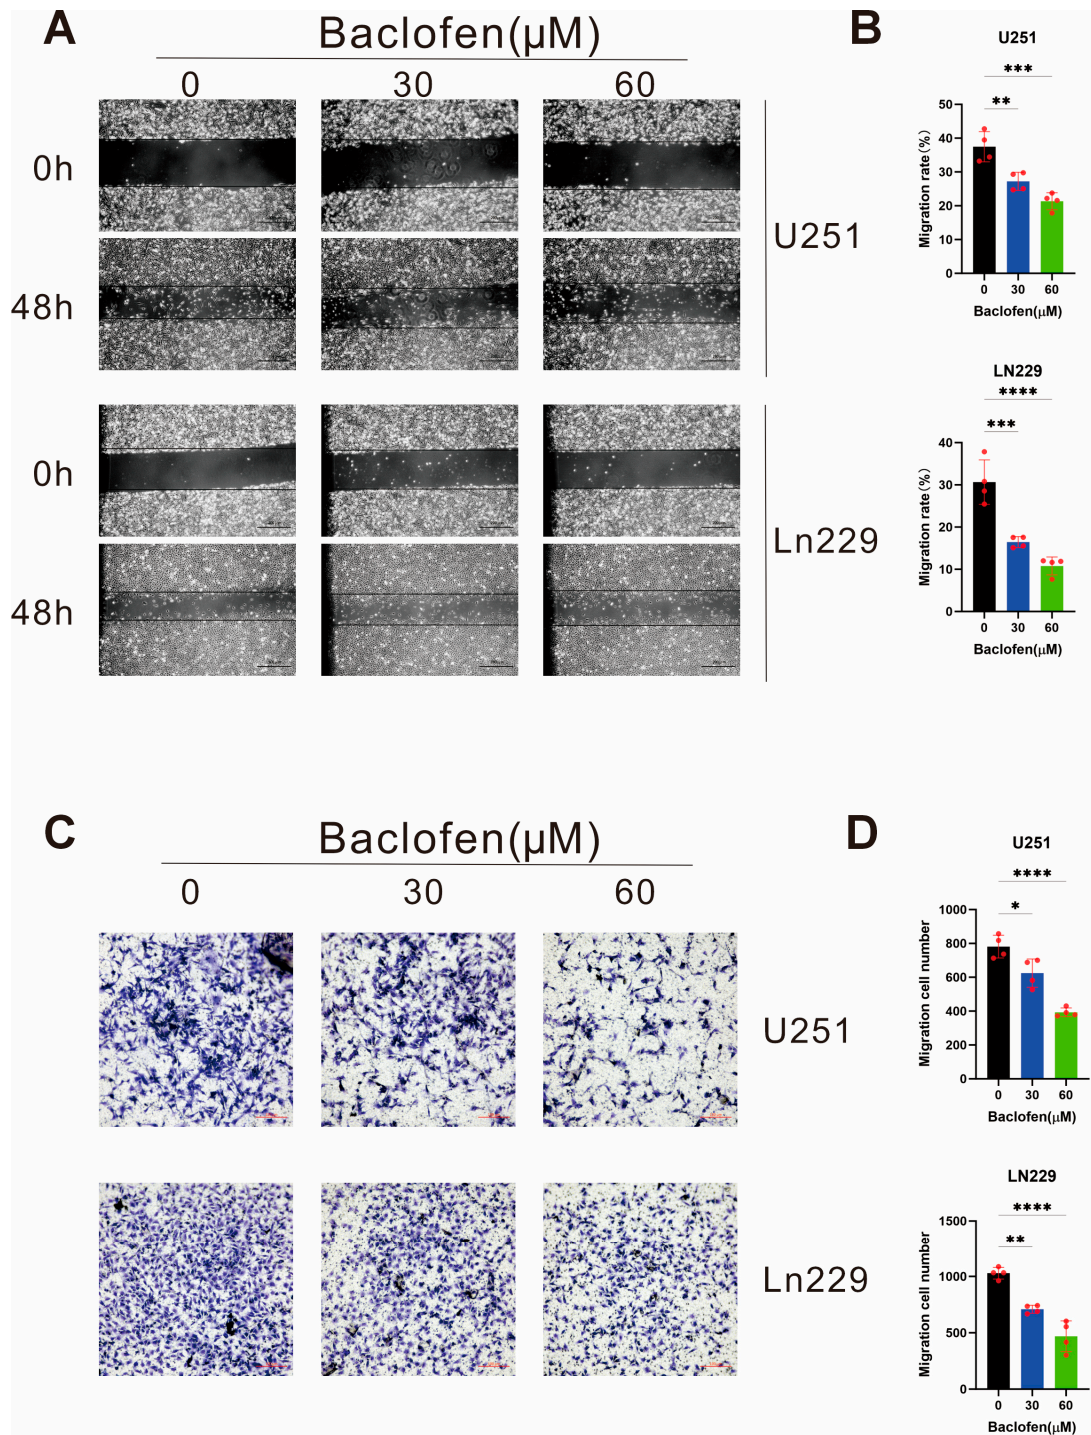 A
Baclofen(µM)
0 30 60
0h
48h
U251
0h
48h
Ln229
B
U251
***
**
Migration rate(%)
50
40
30
20
10
0
0 30 60
Baclofen(μM)
LN229
****
***
Migration rate(%)
40
30
20
10
0
0 30 60
Baclofen(μM)
C
Baclofen(µM)
0 30 60
U251
Ln229
D
U251
****
*
Migration cell number
1000
800
600
400
200
0
0 30 60
Baclofen(μM)
LN229
****
**
Migration cell number
1500
1000
500
0
0 30 60
Baclofen(μM)